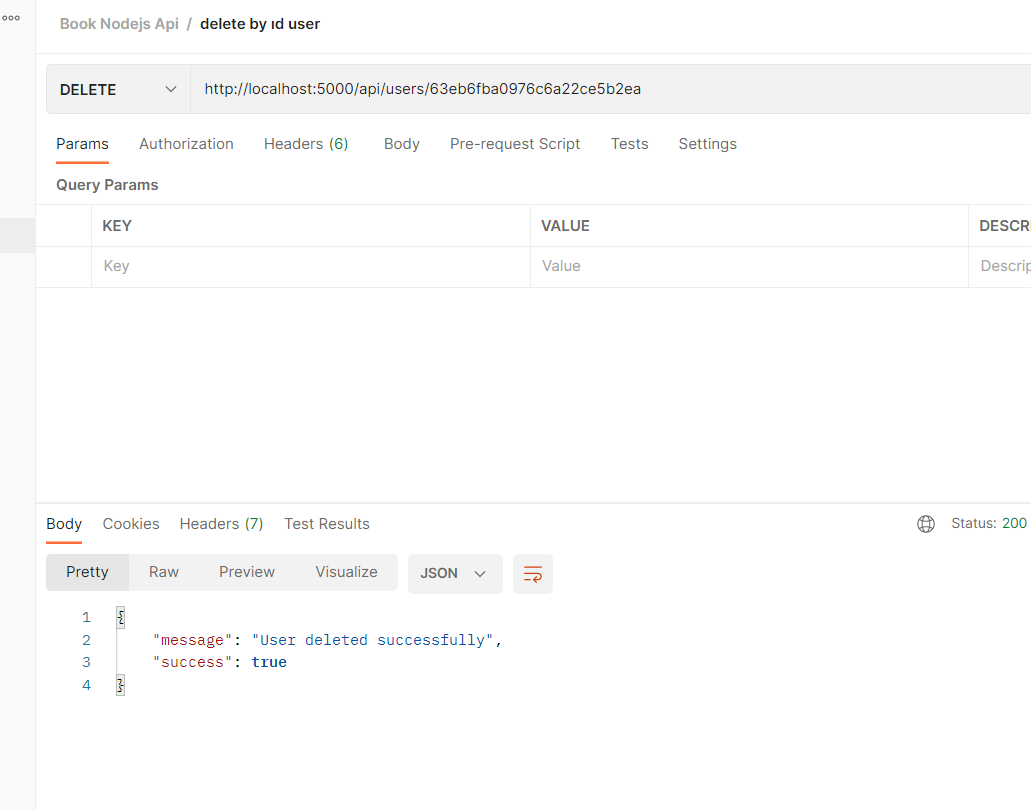 Book Nodejs Api / delete by ıd user
DELETE http://localhost:5000/api/users/63eb6fba0976c6a22ce5b2ea
Params Authorization Headers (6) Body Pre-request Script Tests Settings
Query Params
KEY VALUE DESCRI
Key Value Descrip
Body Cookies Headers (7) Test Results Status: 200
Pretty Raw Preview Visualize JSON
1 {
2 "message": "User deleted successfully",
3 "success": true
4 }